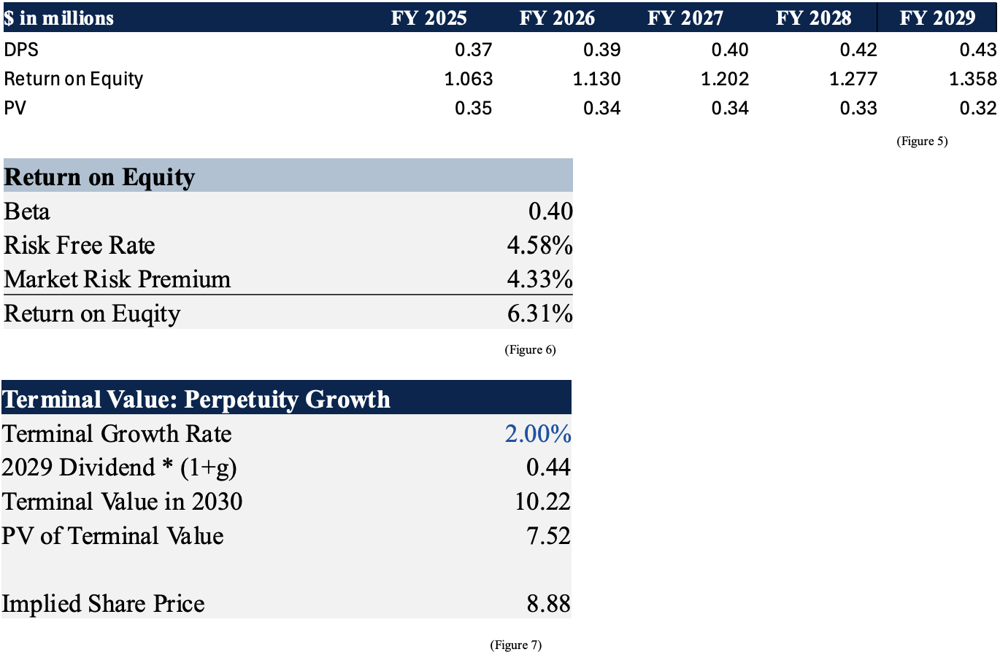 $ in millions FY 2025 FY 2026 FY 2027 FY 2028 FY 2029
DPS 0.37 0.39 0.40 0.42 0.43
Return on Equity 1.063 1.130 1.202 1.277 1.358
PV 0.35 0.34 0.34 0.33 0.32
(Figure 5)
Return on Equity
Beta 0.40
Risk Free Rate 4.58%
Market Risk Premium 4.33%
Return on Euqity 6.31%
(Figure 6)
Terminal Value: Perpetuity Growth
Terminal Growth Rate 2.00%
2029 Dividend * (1+g) 0.44
Terminal Value in 2030 10.22
PV of Terminal Value 7.52
Implied Share Price 8.88
(Figure 7)